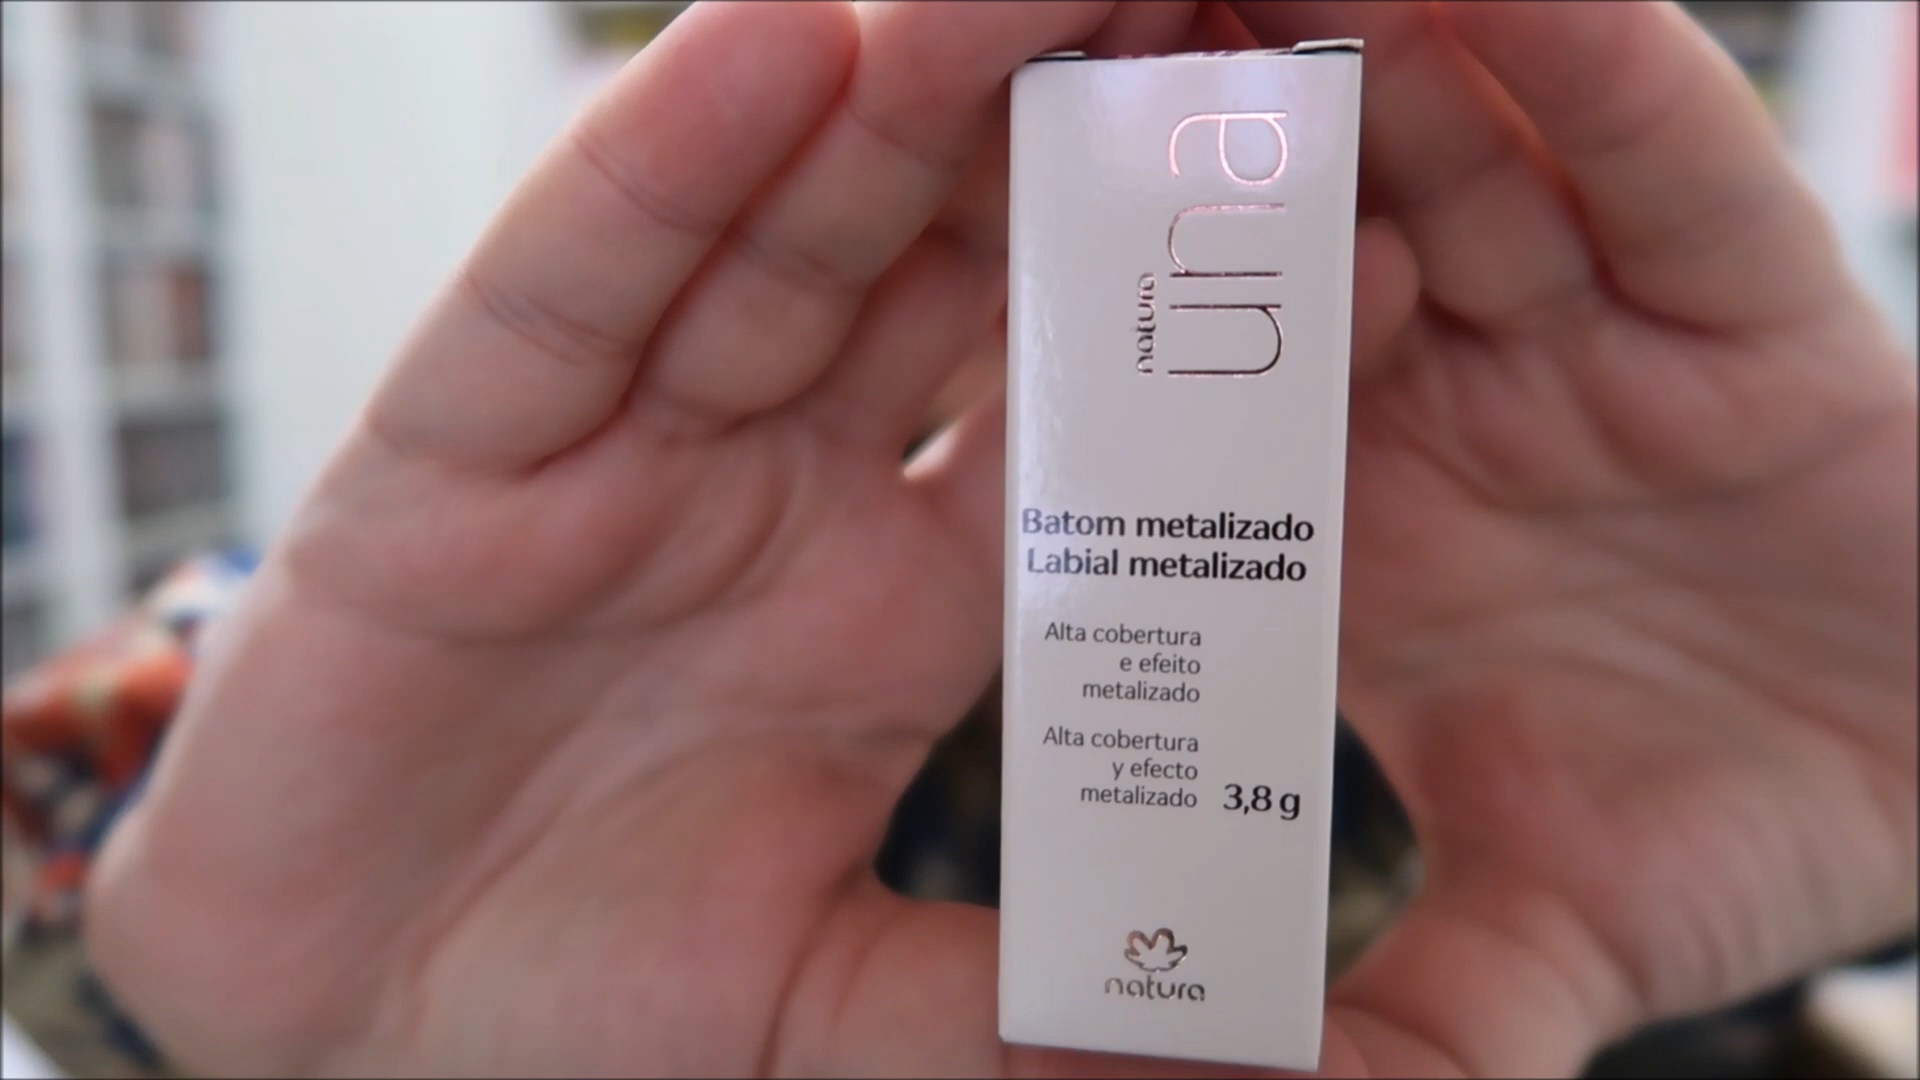 natura
una
Batom metalizado
Labial metalizado
Alta cobertura
e efeito
metalizado
Alta cobertura
y efecto
metalizado
3,8 g
natura